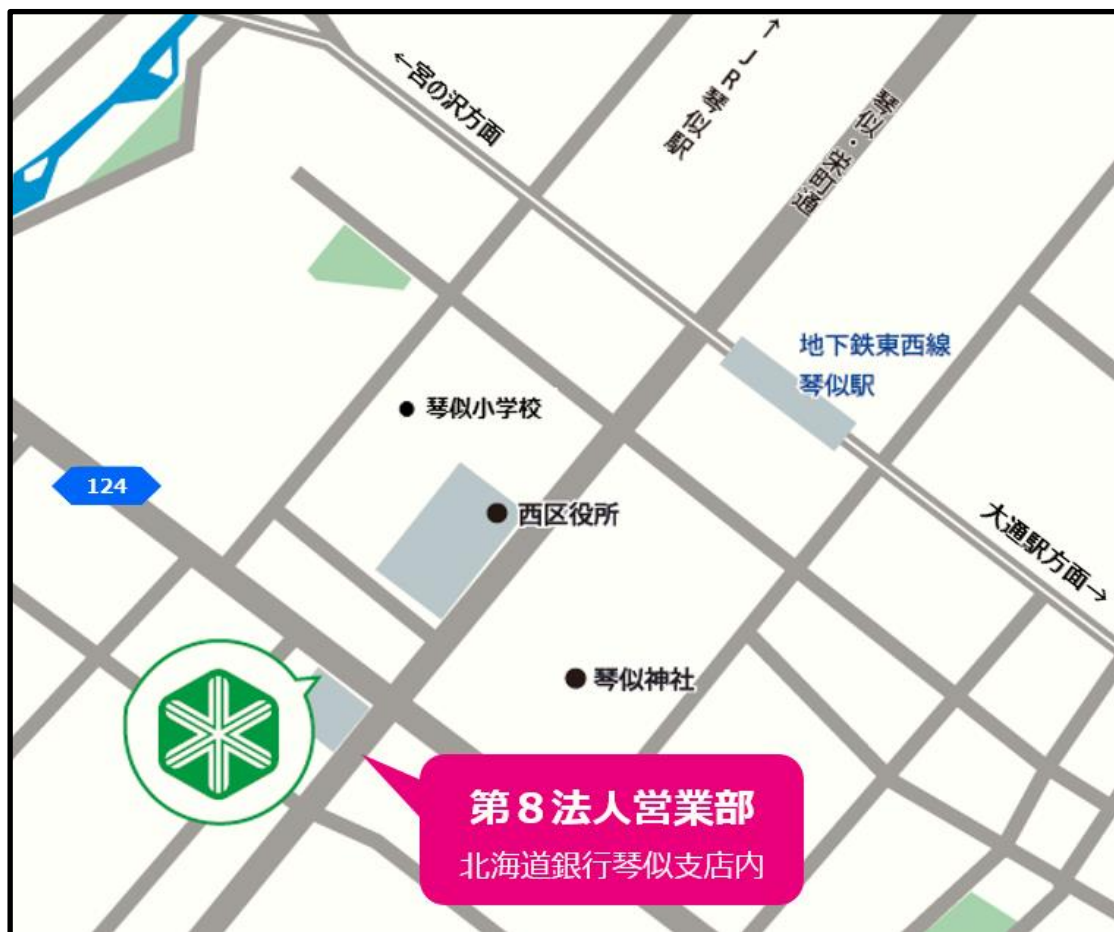 ←宮の沢方面
↑JR琴似駅
琴似・栄町通
地下鉄東西線
琴似駅
琴似小学校
124
西区役所
大通駅方面→
琴似神社
第８法人営業部
北海道銀行琴似支店内